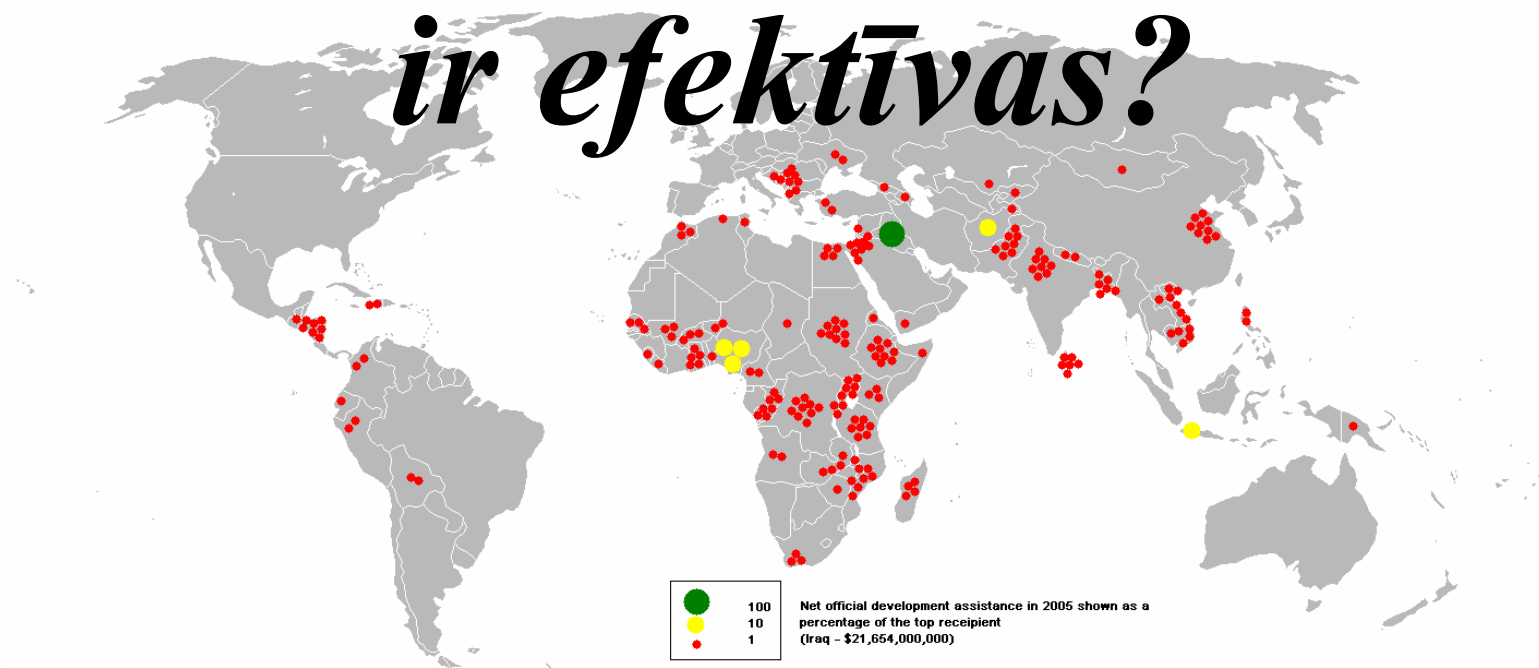 ir efektīvas?
100
10
1
Net official development assistance in 2005 shown as a
percentage of the top receipient
(Iraq - $21,654,000,000)